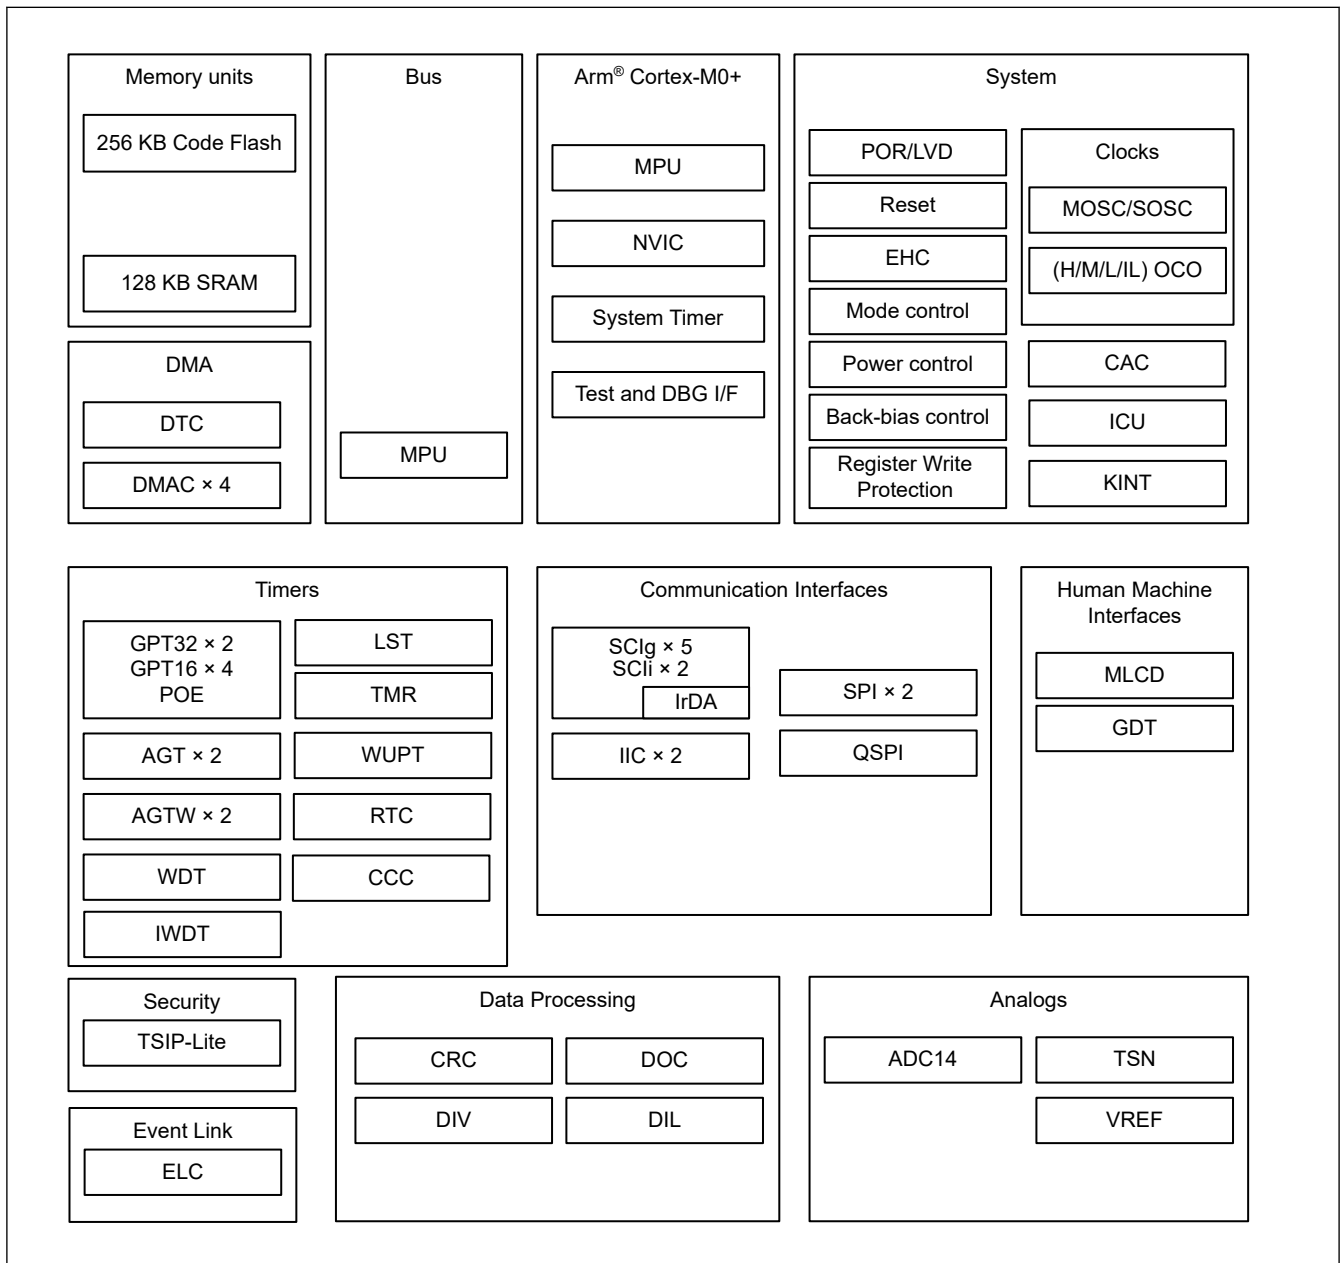 Memory units
256 KB Code Flash
128 KB SRAM
DMA
DTC
DMAC × 4
Bus
MPU
Arm® Cortex-M0+
MPU
NVIC
System Timer
Test and DBG I/F
System
POR/LVD
Reset
EHC
Mode control
Power control
Back-bias control
Register Write
Protection
Clocks
MOSC/SOSC
(H/M/L/IL) OCO
CAC
ICU
KINT
Timers
GPT32 × 2
GPT16 × 4
POE
AGT × 2
AGTW × 2
WDT
IWDT
LST
TMR
WUPT
RTC
CCC
Communication Interfaces
SCIg × 5
SCIi × 2
IrDA
IIC × 2
SPI × 2
QSPI
Human Machine
Interfaces
MLCD
GDT
Security
TSIP-Lite
Event Link
ELC
Data Processing
CRC
DOC
DIV
DIL
Analogs
ADC14
TSN
VREF